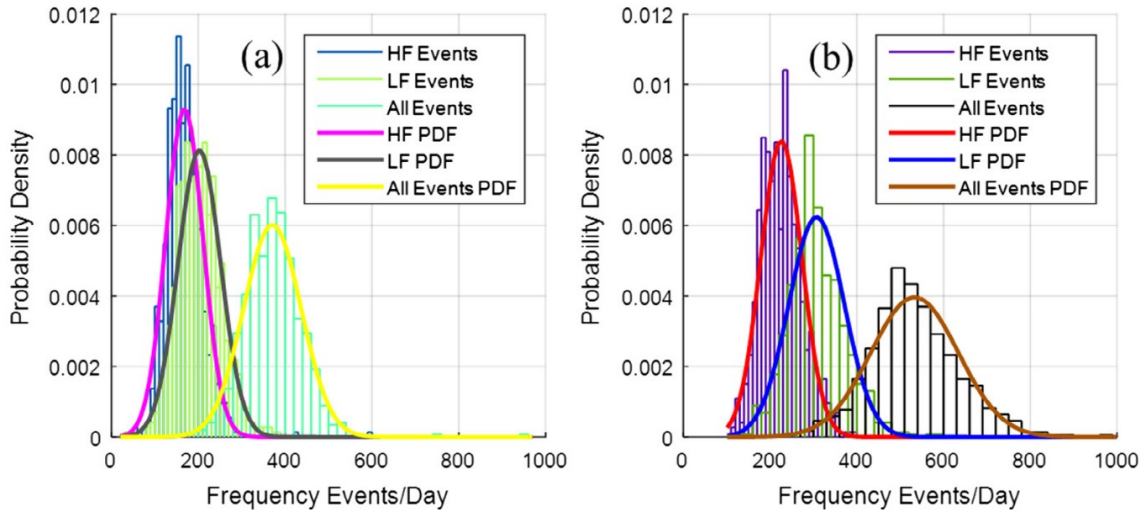 (a)
Probability Density
0.012
0.01
0.008
0.006
0.004
0.002
0
HF Events
LF Events
All Events
HF PDF
LF PDF
All Events PDF
0 200 400 600 800 1000
Frequency Events/Day
(b)
Probability Density
0.012
0.01
0.008
0.006
0.004
0.002
0
HF Events
LF Events
All Events
HF PDF
LF PDF
All Events PDF
0 200 400 600 800 1000
Frequency Events/Day